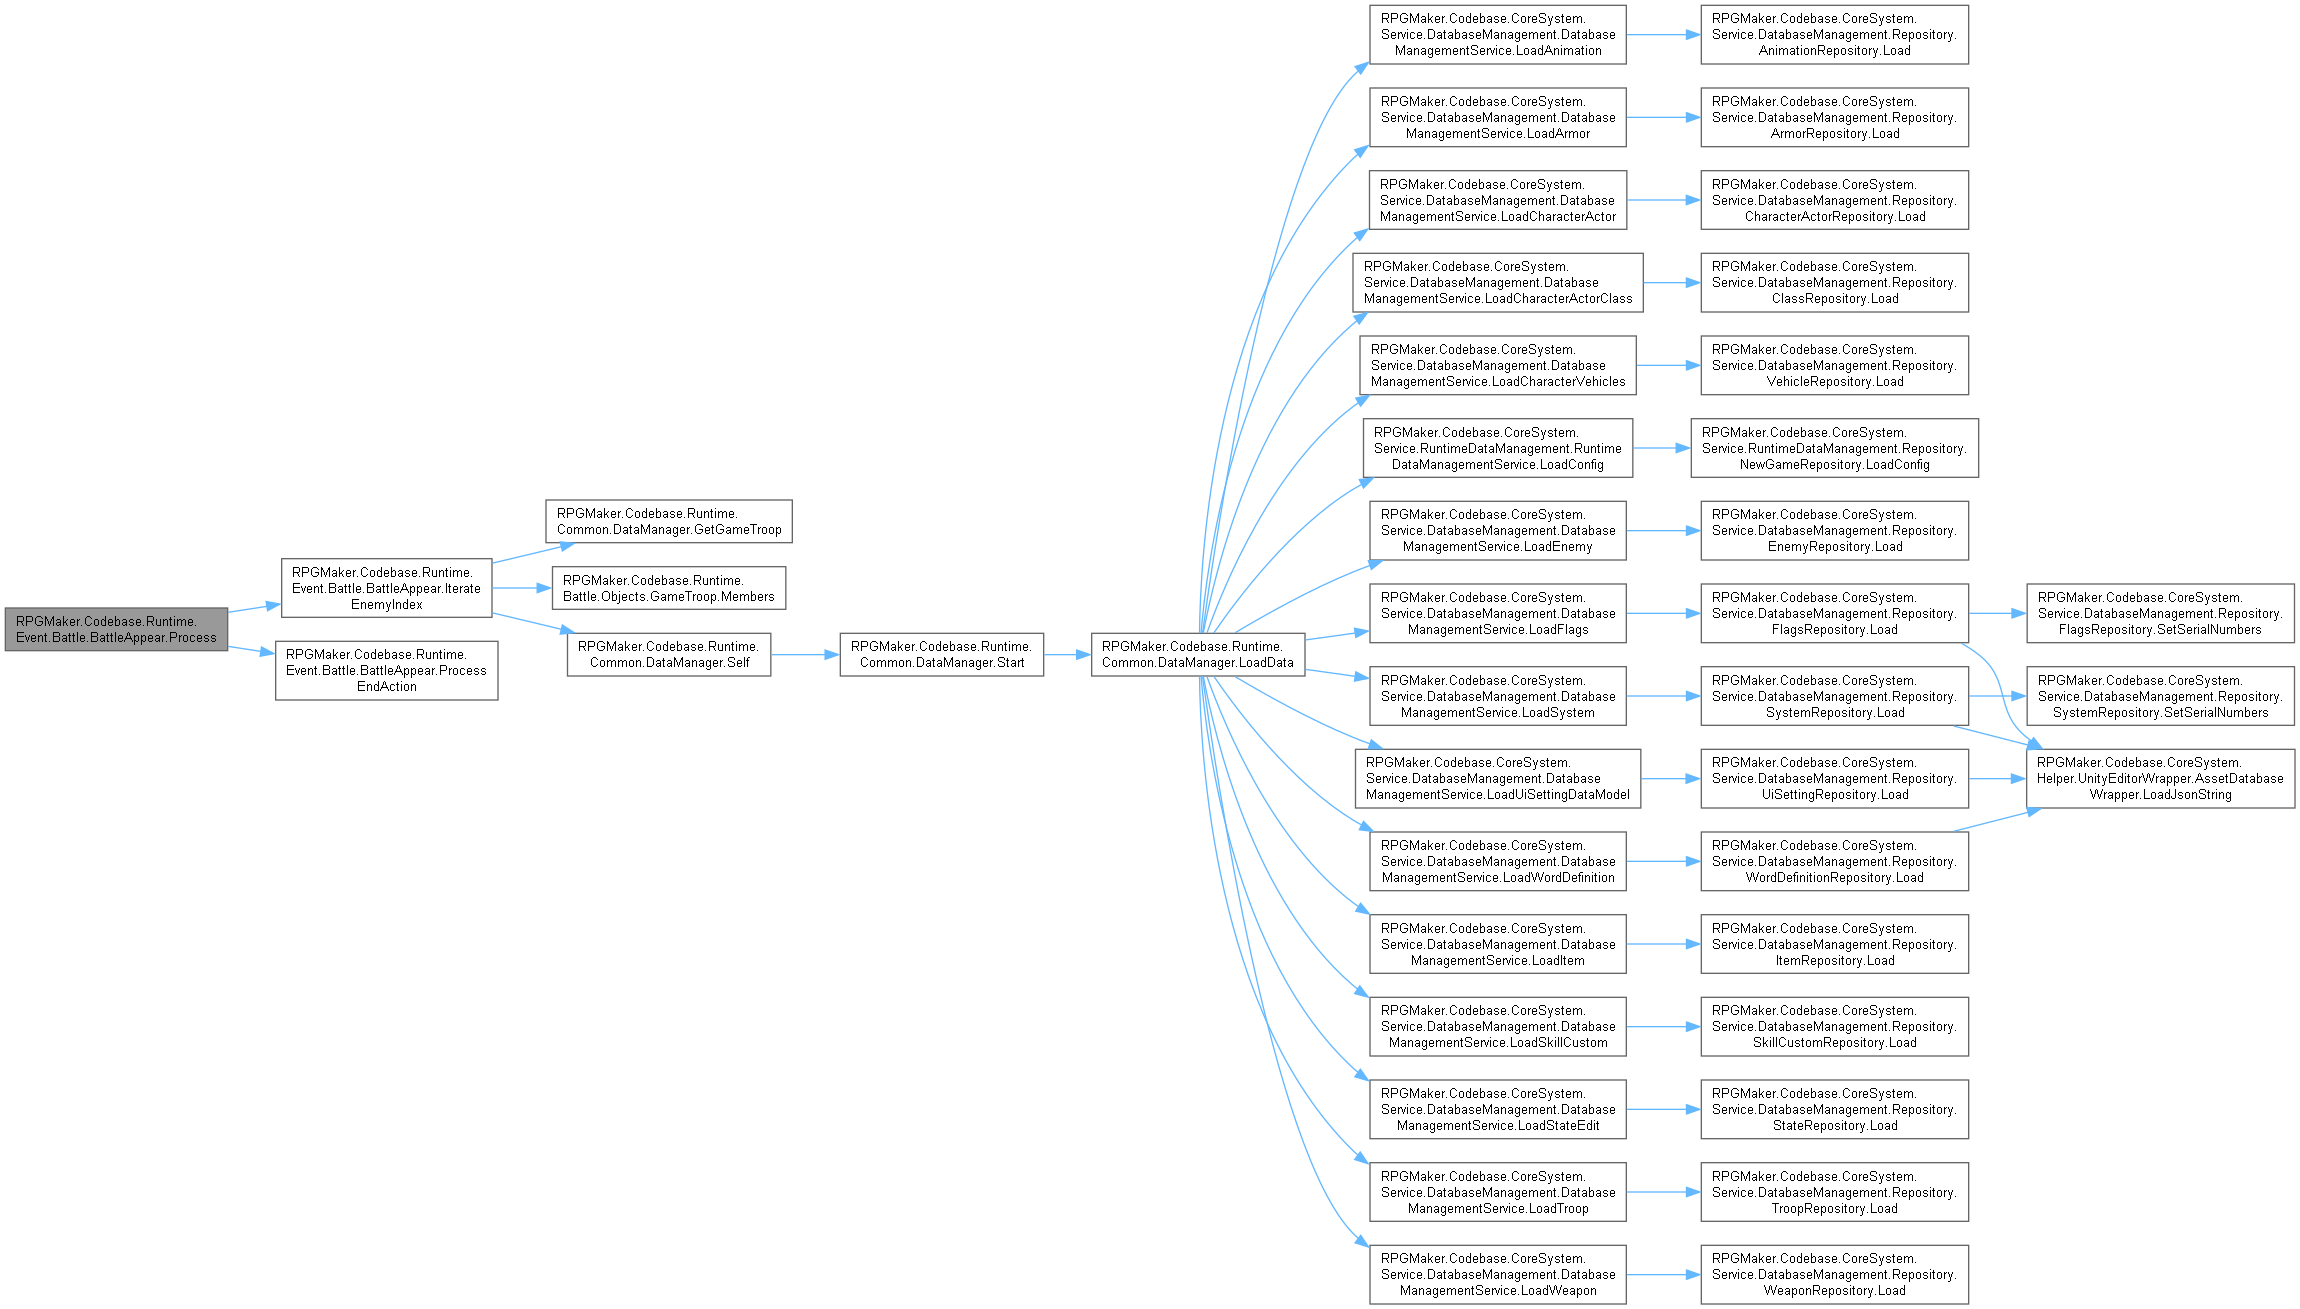 RPGMaker.Codebase.Runtime.
Event.Battle.BattleAppear.Process
RPGMaker.Codebase.Runtime.
Event.Battle.BattleAppear.Iterate
EnemyIndex
RPGMaker.Codebase.Runtime.
Event.Battle.BattleAppear.Process
EndAction
RPGMaker.Codebase.Runtime.
Common.DataManager.GetGameTroop
RPGMaker.Codebase.Runtime.
Battle.Objects.GameTroop.Members
RPGMaker.Codebase.Runtime.
Common.DataManager.Self
RPGMaker.Codebase.Runtime.
Common.DataManager.Start
RPGMaker.Codebase.Runtime.
Common.DataManager.LoadData
RPGMaker.Codebase.CoreSystem.
Service.DatabaseManagement.Database
ManagementService.LoadAnimation
RPGMaker.Codebase.CoreSystem.
Service.DatabaseManagement.Repository.
AnimationRepository.Load
RPGMaker.Codebase.CoreSystem.
Service.DatabaseManagement.Database
ManagementService.LoadArmor
RPGMaker.Codebase.CoreSystem.
Service.DatabaseManagement.Repository.
ArmorRepository.Load
RPGMaker.Codebase.CoreSystem.
Service.DatabaseManagement.Database
ManagementService.LoadCharacterActor
RPGMaker.Codebase.CoreSystem.
Service.DatabaseManagement.Repository.
CharacterActorRepository.Load
RPGMaker.Codebase.CoreSystem.
Service.DatabaseManagement.Database
ManagementService.LoadCharacterActorClass
RPGMaker.Codebase.CoreSystem.
Service.DatabaseManagement.Repository.
ClassRepository.Load
RPGMaker.Codebase.CoreSystem.
Service.DatabaseManagement.Database
ManagementService.LoadCharacterVehicles
RPGMaker.Codebase.CoreSystem.
Service.DatabaseManagement.Repository.
VehicleRepository.Load
RPGMaker.Codebase.CoreSystem.
Service.RuntimeDataManagement.Runtime
DataManagementService.LoadConfig
RPGMaker.Codebase.CoreSystem.
Service.RuntimeDataManagement.Repository.
NewGameRepository.LoadConfig
RPGMaker.Codebase.CoreSystem.
Service.DatabaseManagement.Database
ManagementService.LoadEnemy
RPGMaker.Codebase.CoreSystem.
Service.DatabaseManagement.Repository.
EnemyRepository.Load
RPGMaker.Codebase.CoreSystem.
Service.DatabaseManagement.Database
ManagementService.LoadFlags
RPGMaker.Codebase.CoreSystem.
Service.DatabaseManagement.Repository.
FlagsRepository.Load
RPGMaker.Codebase.CoreSystem.
Service.DatabaseManagement.Repository.
FlagsRepository.SetSerialNumbers
RPGMaker.Codebase.CoreSystem.
Service.DatabaseManagement.Database
ManagementService.LoadSystem
RPGMaker.Codebase.CoreSystem.
Service.DatabaseManagement.Repository.
SystemRepository.Load
RPGMaker.Codebase.CoreSystem.
Service.DatabaseManagement.Repository.
SystemRepository.SetSerialNumbers
RPGMaker.Codebase.CoreSystem.
Service.DatabaseManagement.Database
ManagementService.LoadUiSettingDataModel
RPGMaker.Codebase.CoreSystem.
Service.DatabaseManagement.Repository.
UiSettingRepository.Load
RPGMaker.Codebase.CoreSystem.
Helper.UnityEditorWrapper.AssetDatabase
Wrapper.LoadJsonString
RPGMaker.Codebase.CoreSystem.
Service.DatabaseManagement.Database
ManagementService.LoadWordDefinition
RPGMaker.Codebase.CoreSystem.
Service.DatabaseManagement.Repository.
WordDefinitionRepository.Load
RPGMaker.Codebase.CoreSystem.
Service.DatabaseManagement.Database
ManagementService.LoadItem
RPGMaker.Codebase.CoreSystem.
Service.DatabaseManagement.Repository.
ItemRepository.Load
RPGMaker.Codebase.CoreSystem.
Service.DatabaseManagement.Database
ManagementService.LoadSkillCustom
RPGMaker.Codebase.CoreSystem.
Service.DatabaseManagement.Repository.
SkillCustomRepository.Load
RPGMaker.Codebase.CoreSystem.
Service.DatabaseManagement.Database
ManagementService.LoadStateEdit
RPGMaker.Codebase.CoreSystem.
Service.DatabaseManagement.Repository.
StateRepository.Load
RPGMaker.Codebase.CoreSystem.
Service.DatabaseManagement.Database
ManagementService.LoadTroop
RPGMaker.Codebase.CoreSystem.
Service.DatabaseManagement.Repository.
TroopRepository.Load
RPGMaker.Codebase.CoreSystem.
Service.DatabaseManagement.Database
ManagementService.LoadWeapon
RPGMaker.Codebase.CoreSystem.
Service.DatabaseManagement.Repository.
WeaponRepository.Load